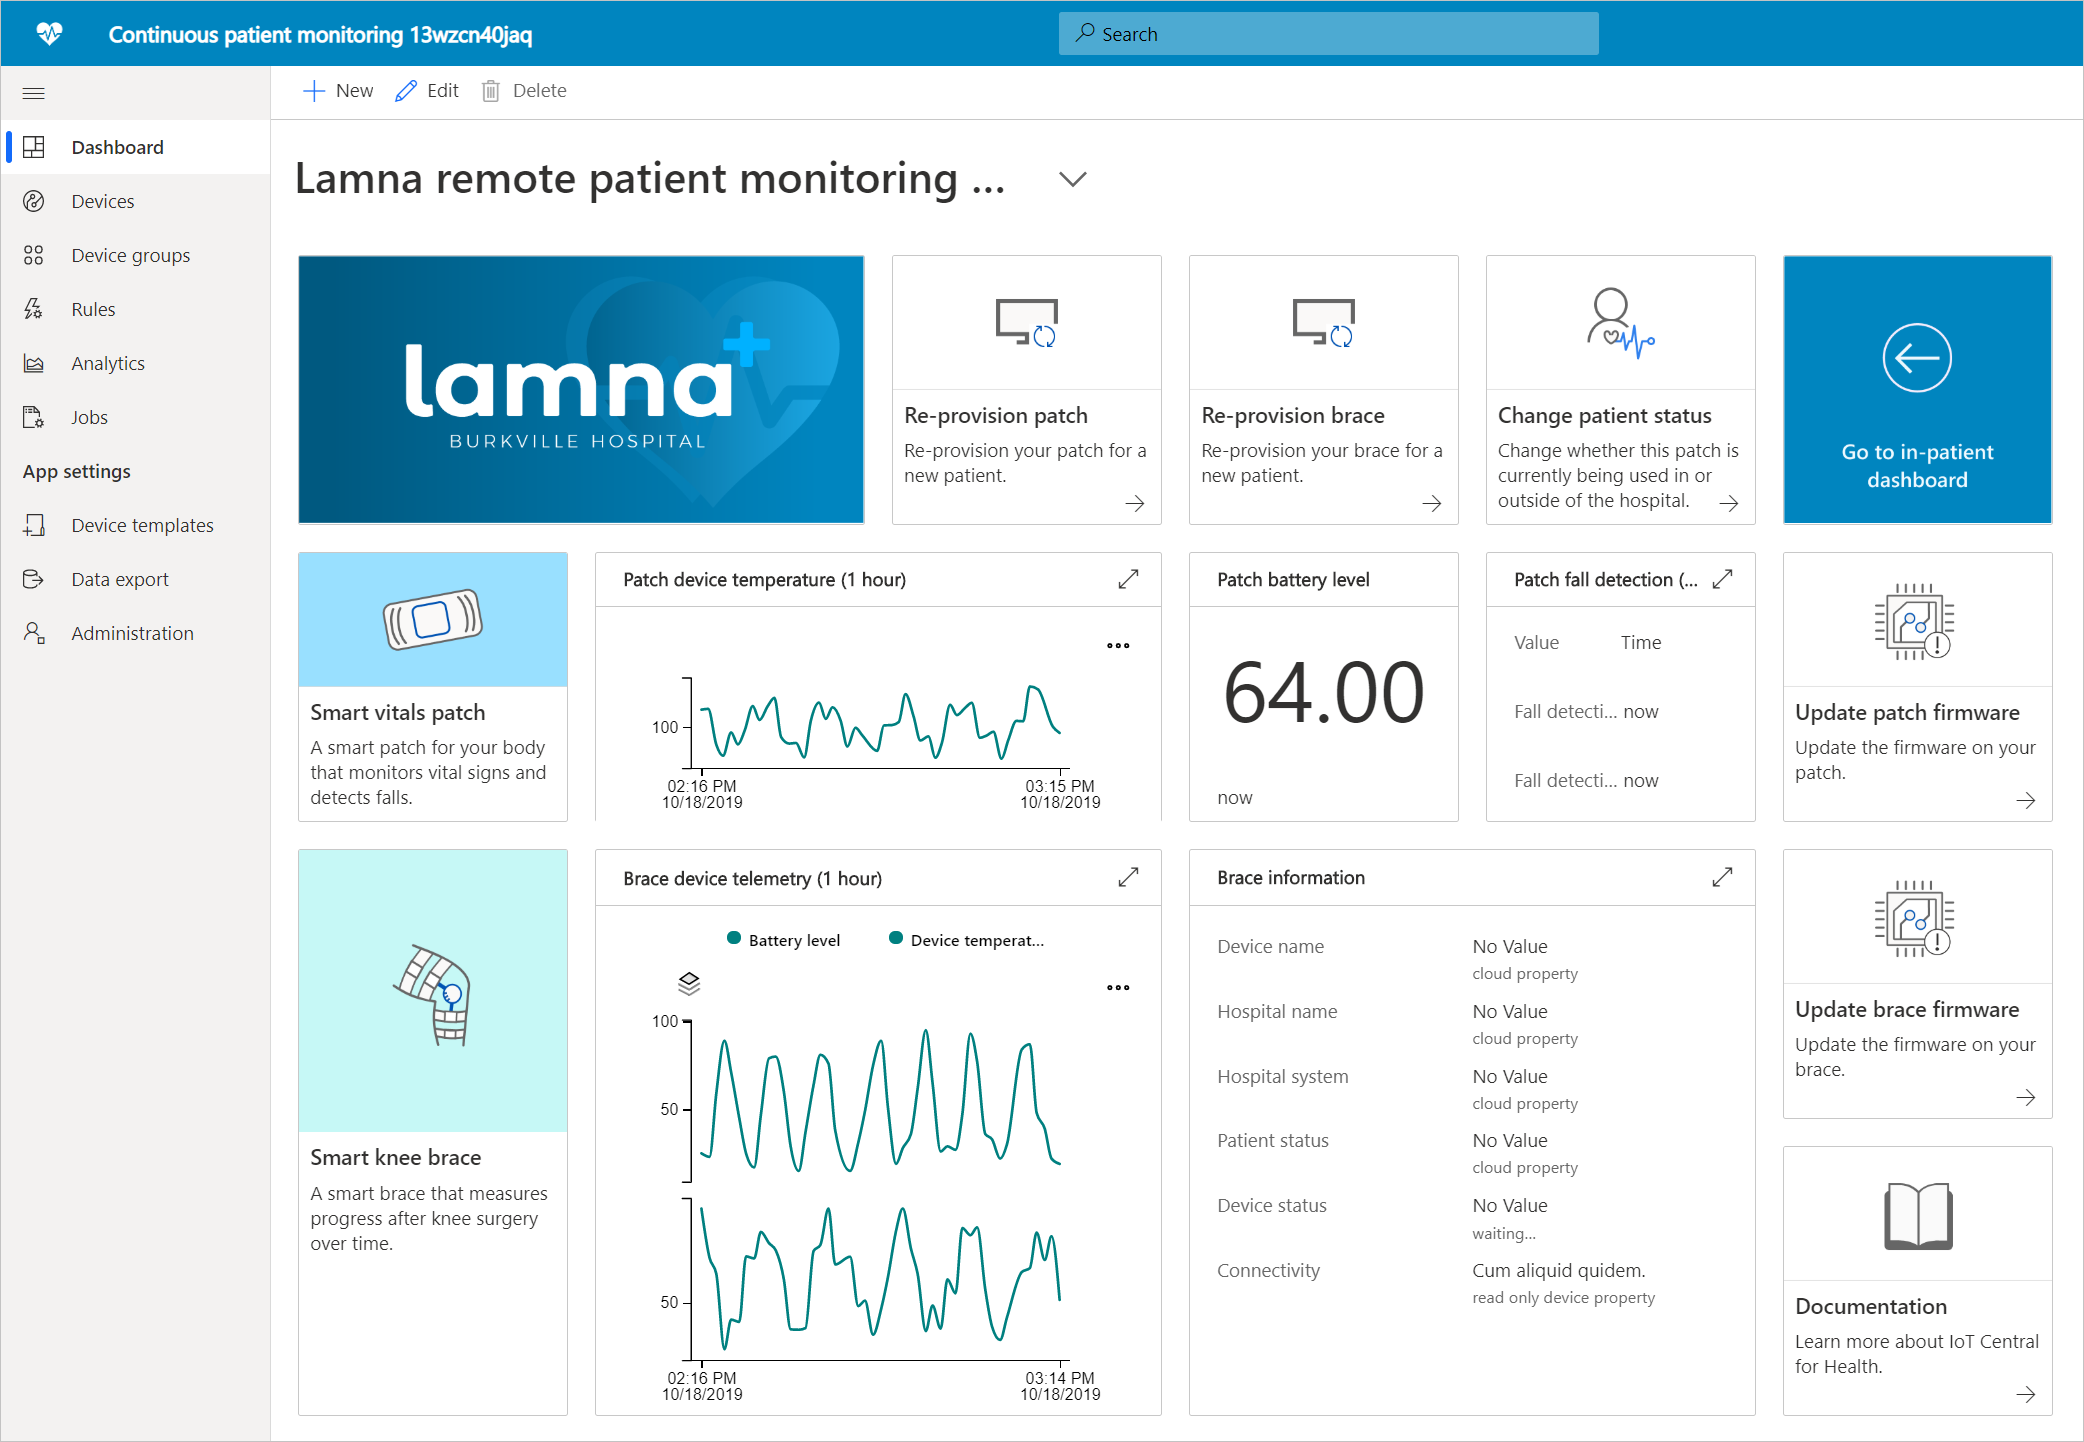 Continuous patient monitoring 13wzcn40jaq
Search
New
Edit
Delete
Dashboard
Devices
Device groups
Rules
Analytics
Jobs
App settings
Device templates
Data export
Administration
Lamna remote patient monitoring ...
lamna+
BURKVILLE HOSPITAL
Re-provision patch
Re-provision your patch for a
new patient.
Re-provision brace
Re-provision your brace for a
new patient.
Change patient status
Change whether this patch is
currently being used in or
outside of the hospital.
Go to in-patient
dashboard
Smart vitals patch
A smart patch for your body
that monitors vital signs and
detects falls.
Patch device temperature (1 hour)
100
02:16 PM
10/18/2019
03:15 PM
10/18/2019
Patch battery level
64.00
now
Patch fall detection (...
Value Time
Fall detecti... now
Fall detecti... now
Update patch firmware
Update the firmware on your
patch.
Smart knee brace
A smart brace that measures
progress after knee surgery
over time.
Brace device telemetry (1 hour)
Battery level
Device temperat...
100
50
50
02:16 PM
10/18/2019
03:14 PM
10/18/2019
Brace information
Device name No Value
cloud property
Hospital name No Value
cloud property
Hospital system No Value
cloud property
Patient status No Value
cloud property
Device status No Value
waiting...
Connectivity Cum aliquid quidem.
read only device property
Update brace firmware
Update the firmware on your
brace.
Documentation
Learn more about IoT Central
for Health.